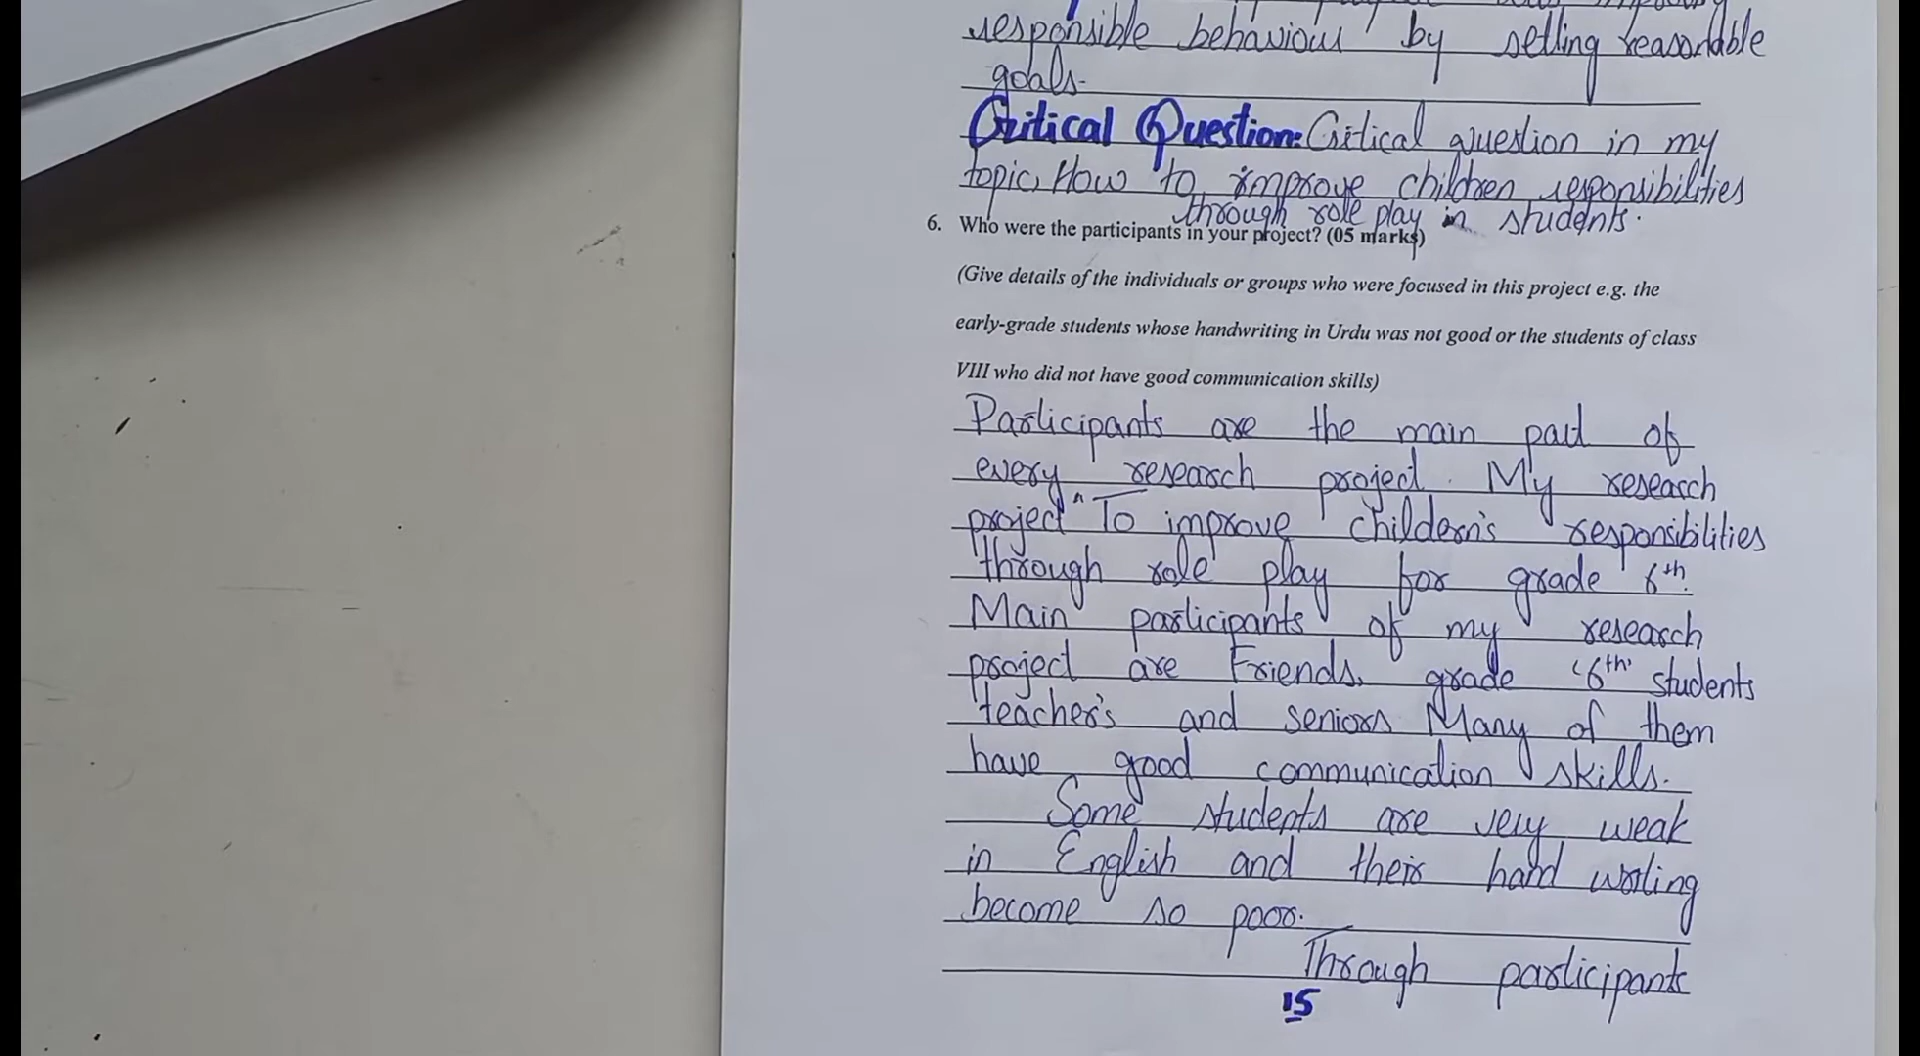 responsible behaviour by setting reasonable
goals.
Critical Question: Critical question in my
topic, How to improve children responsibilities
through role play in students.
6. Who were the participants in your project? (05 marks)
(Give details of the individuals or groups who were focused in this project e.g. the
early-grade students whose handwriting in Urdu was not good or the students of class
VIII who did not have good communication skills)
Participants are the main part of
every research project. My research
project "To improve childern's responsiblities
through role play for grade 6th.
Main participants of my research
project are Friends, grade '6th' students
teacher's and seniors Many of them
have good communication skills.
Some students are very weak
in English and their hand writing
become so poor.
Through participants
15